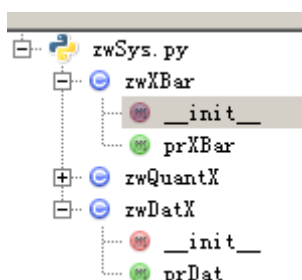 zwSys.py
zwXBar
__init__
prXBar
zwQuantX
zwDatX
__init__
prDat